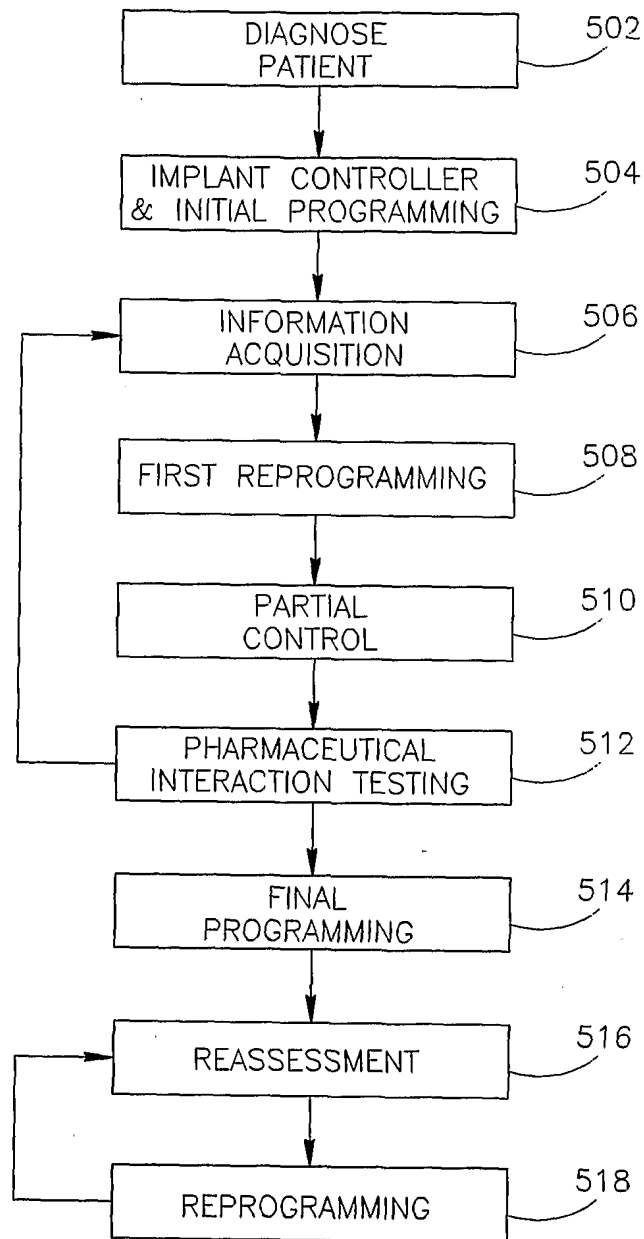 DIAGNOSE
PATIENT
502
IMPLANT CONTROLLER
& INITIAL PROGRAMMING
504
INFORMATION
ACQUISITION
506
FIRST REPROGRAMMING
508
PARTIAL
CONTROL
510
PHARMACEUTICAL
INTERACTION TESTING
512
FINAL
PROGRAMMING
514
REASSESSMENT
516
REPROGRAMMING
518